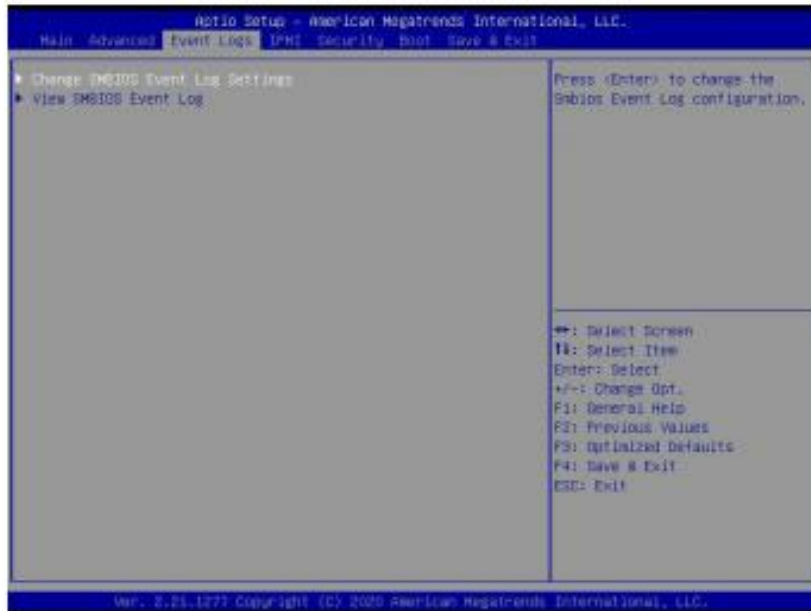 Aptio Setup - American Megatrends International, LLC.
Main Advanced Event Logs IPMI Security Boot Save & Exit
Change SMBIOS Event Log Settings
View SMBIOS Event Log
Press <Enter> to change the
Smbios Event Log configuration.
↔: Select Screen
↑↓: Select Item
Enter: Select
+/-: Change Opt.
F1: General Help
F2: Previous Values
F3: Optimized Defaults
F4: Save & Exit
ESC: Exit
Ver. 2.21.1277 Copyright (C) 2020 American Megatrends International, LLC.